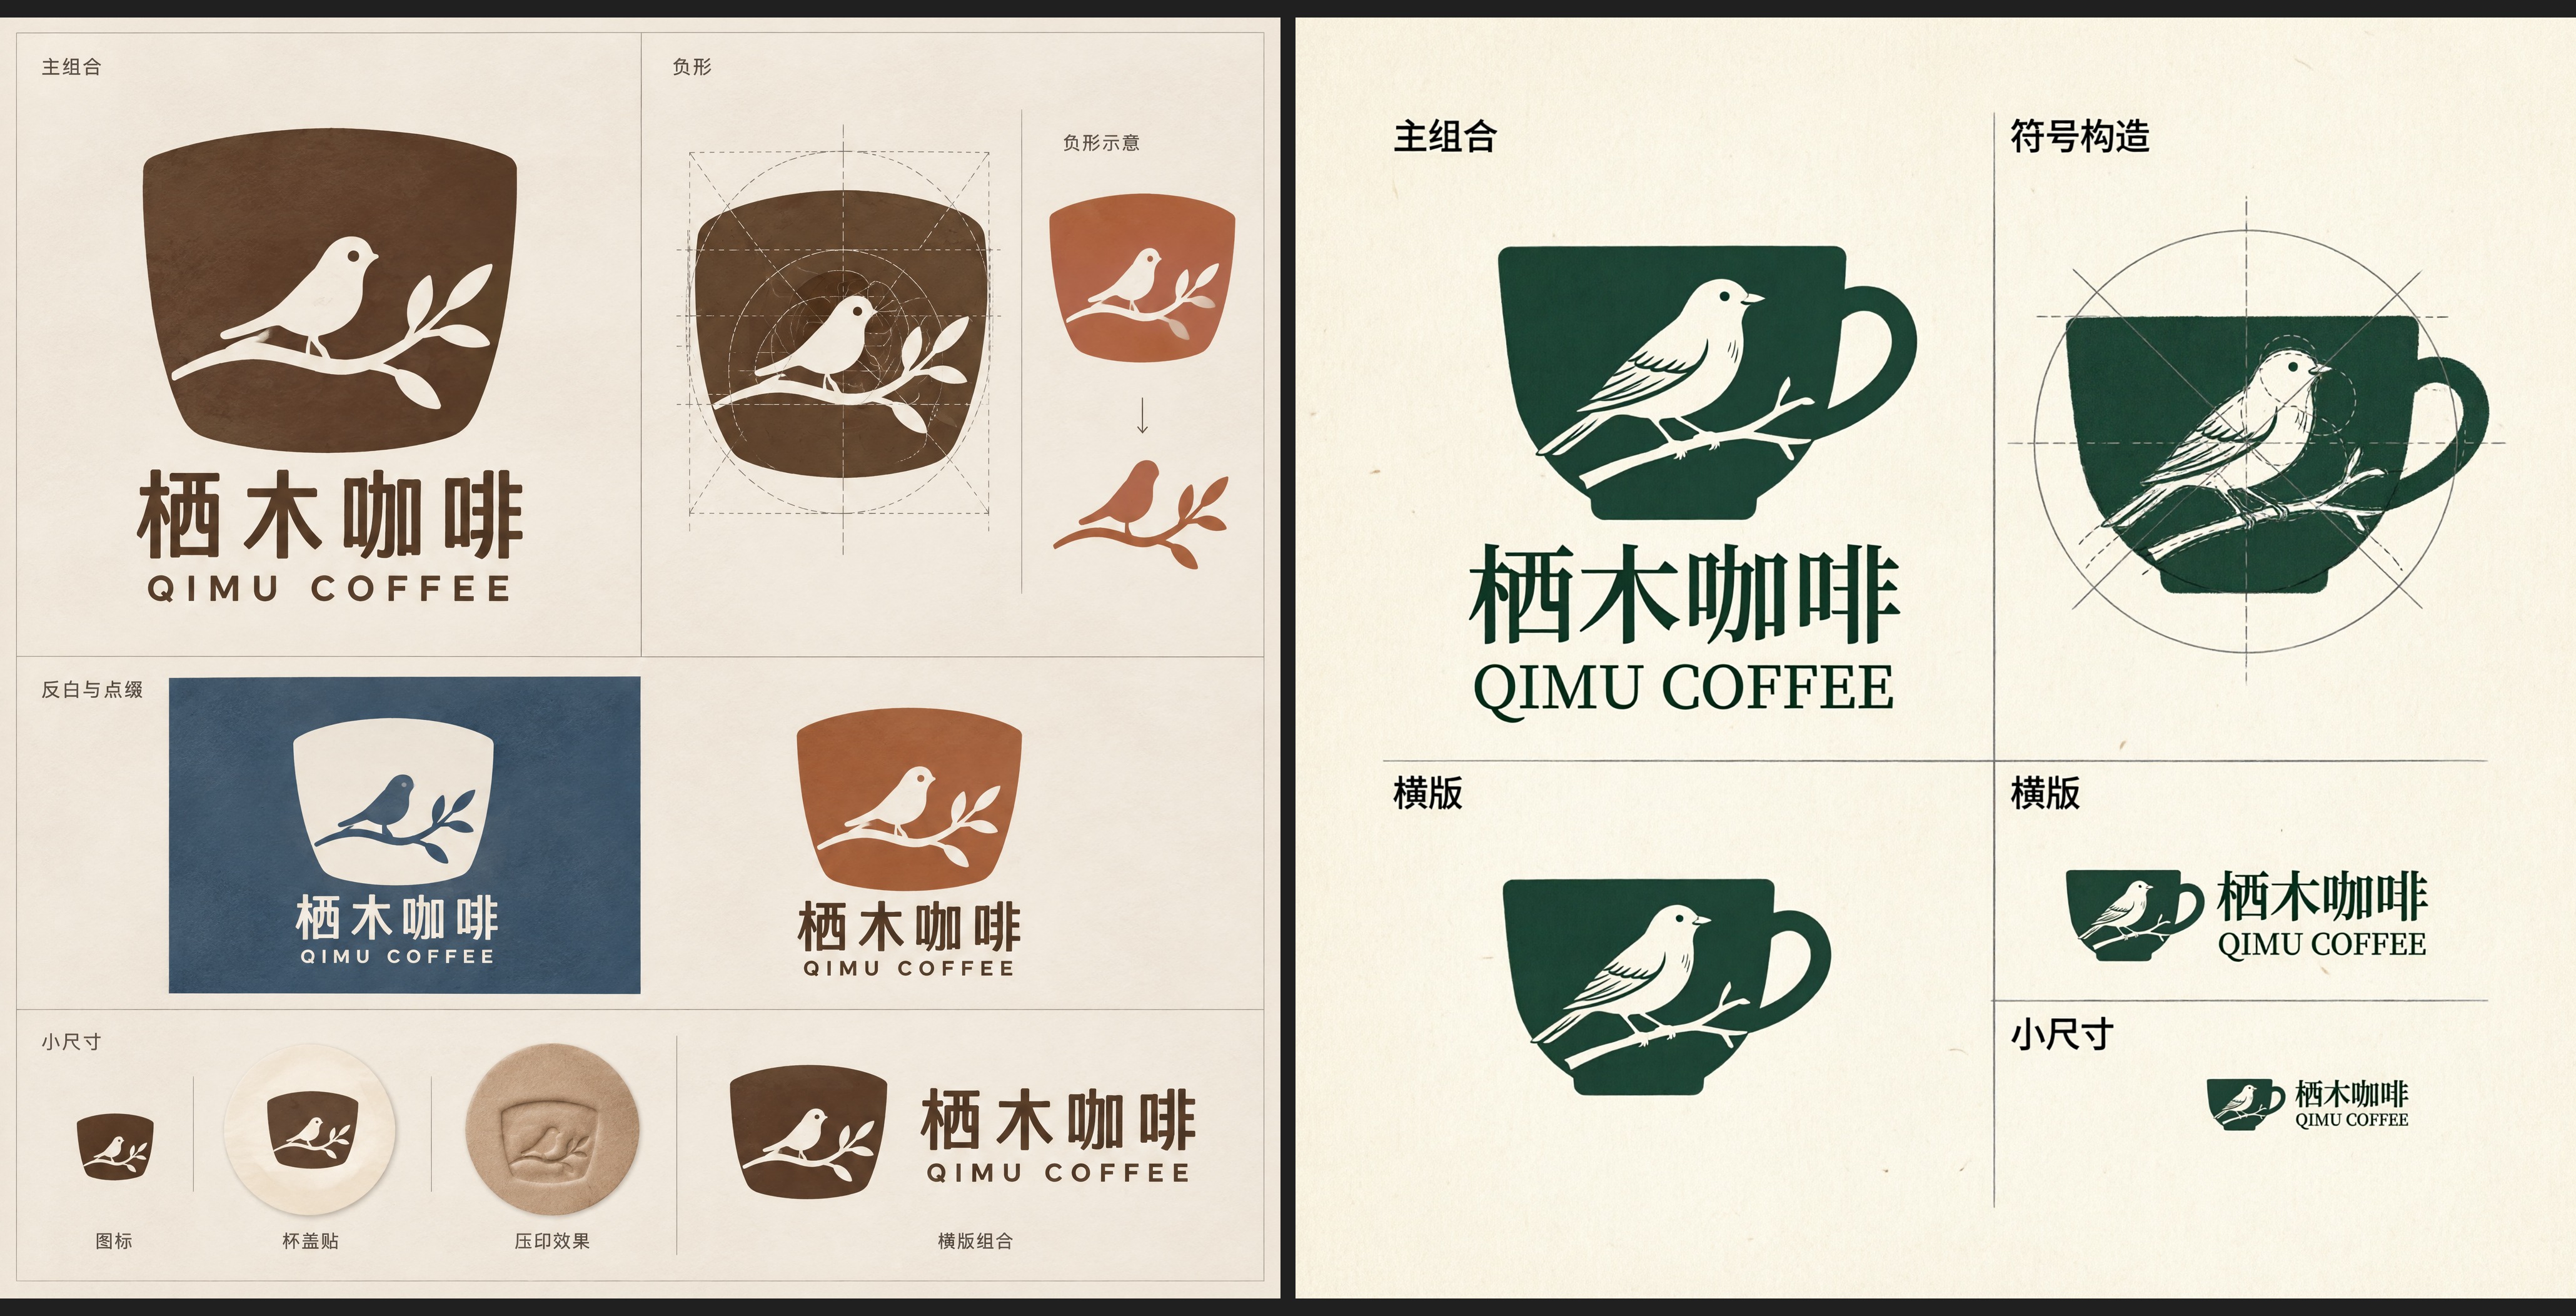 主组合
栖木咖啡
QIMU COFFEE
负形
负形示意
反白与点缀
栖木咖啡
QIMU COFFEE
栖木咖啡
QIMU COFFEE
小尺寸
图标
杯盖贴
压印效果
栖木咖啡
QIMU COFFEE
横版组合
主组合
栖木咖啡
QIMU COFFEE
符号构造
横版
横版
栖木咖啡
QIMU COFFEE
小尺寸
栖木咖啡
QIMU COFFEE